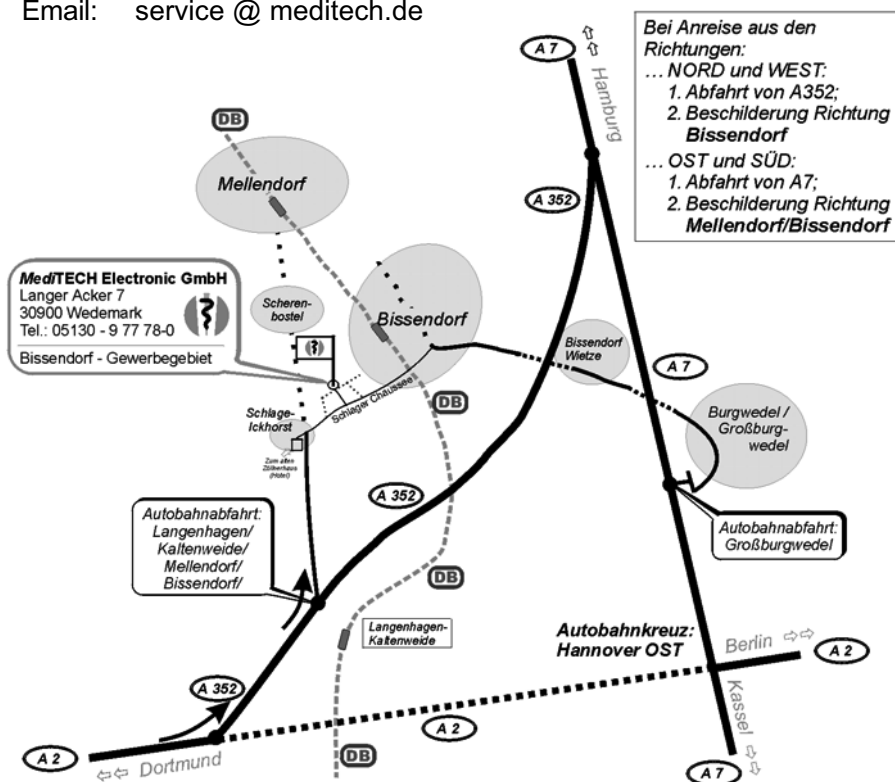 Email: service @ meditech.de
A 7
Hamburg
Bei Anreise aus den
Richtungen:
... NORD und WEST:
1. Abfahrt von A352;
2. Beschilderung Richtung
Bissendorf
... OST und SÜD:
1. Abfahrt von A7;
2. Beschilderung Richtung
Mellendorf/Bissendorf
DB
Mellendorf
A 352
MediTECH Electronic GmbH
Langer Acker 7
30900 Wedemark
Tel.: 05130 - 9 77 78-0
Bissendorf - Gewerbegebiet
Scheren-
bostel
Bissendorf
Bissendorf
Wietze
A 7
Schlager Chaussee
DB
Burgwedel /
Großburg-
wedel
Schlage-
Ickhorst
Zum alten
Zöllnerhaus
(Hotel)
A 352
Autobahnabfahrt:
Langenhagen/
Kaltenweide/
Mellendorf/
Bissendorf/
Autobahnabfahrt:
Großburgwedel
DB
Langenhagen-
Kaltenweide
Autobahnkreuz:
Hannover OST
Berlin
A 2
A 352
Kassel
A 2
A 2
Dortmund
DB
A 7